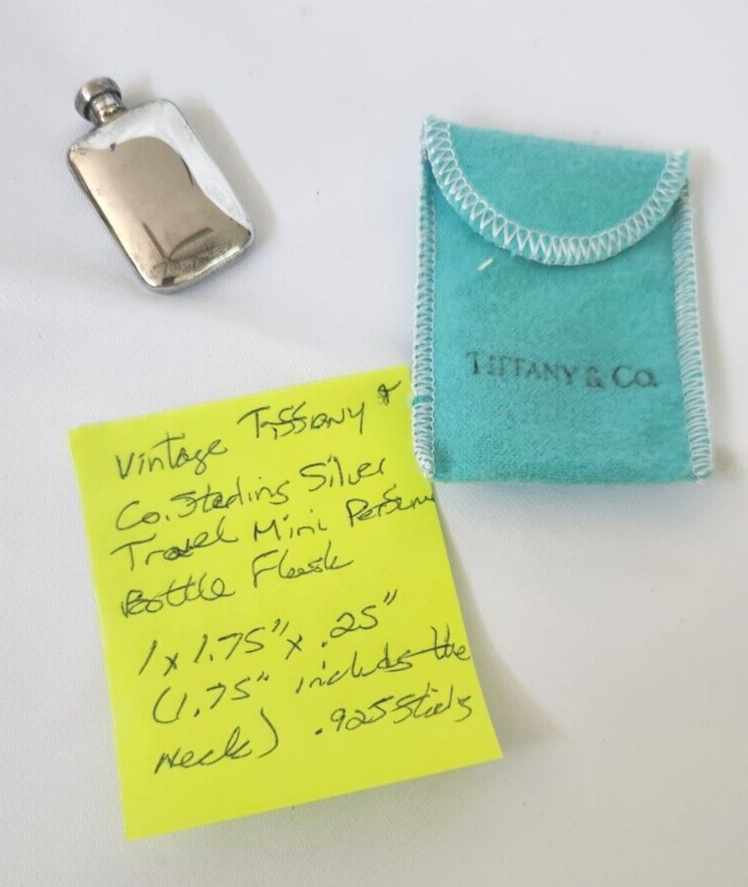 TIFFANY & CO.
Vintage Tiffany &
Co. Sterling Silver
Travel Mini Perfume
Bottle Flask
1 x 1.75" x .25"
(1.75" includes the
neck) .925